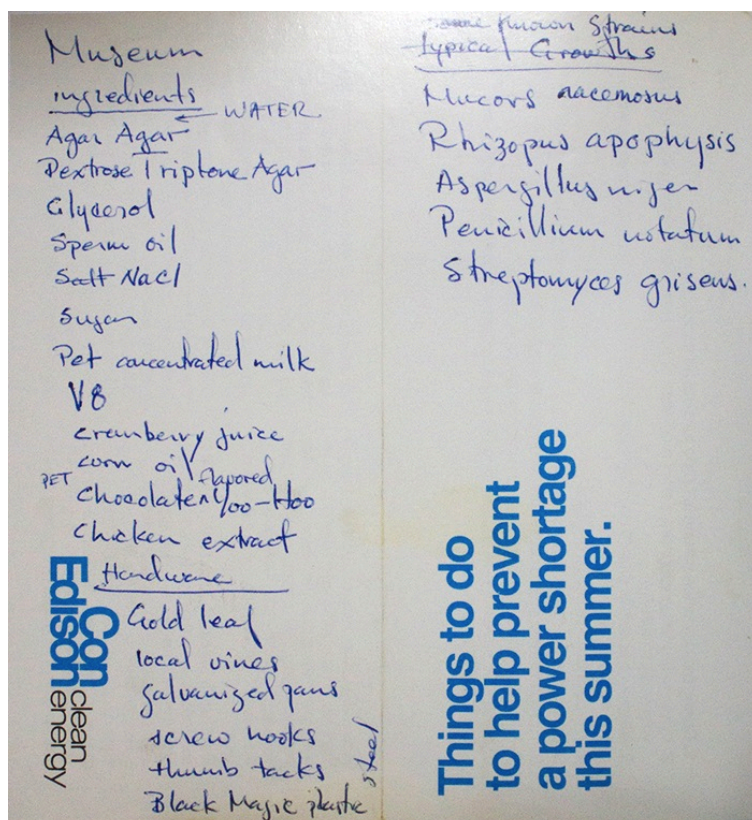 Museum
ingredients
WATER
Agar Agar
Dextrose Triptone Agar
Glycerol
Sperm oil
Salt NaCl
Sugar
Pet concentrated milk
V8
cranberry juice
corn oil
PET flavored
Chocolate Yoo-Hoo
Chicken extract
Hardware
Gold leaf
local vines
galvanized pans
screw hooks
thumb tacks
steel
Black Magic plastic
Con
Edison
clean
energy
known strains
typical Growths
Mucors racemosus
Rhizopus apophysis
Aspergillus niger
Penicillium notatum
Streptomyces griseus.
Things to do
to help prevent
a power shortage
this summer.